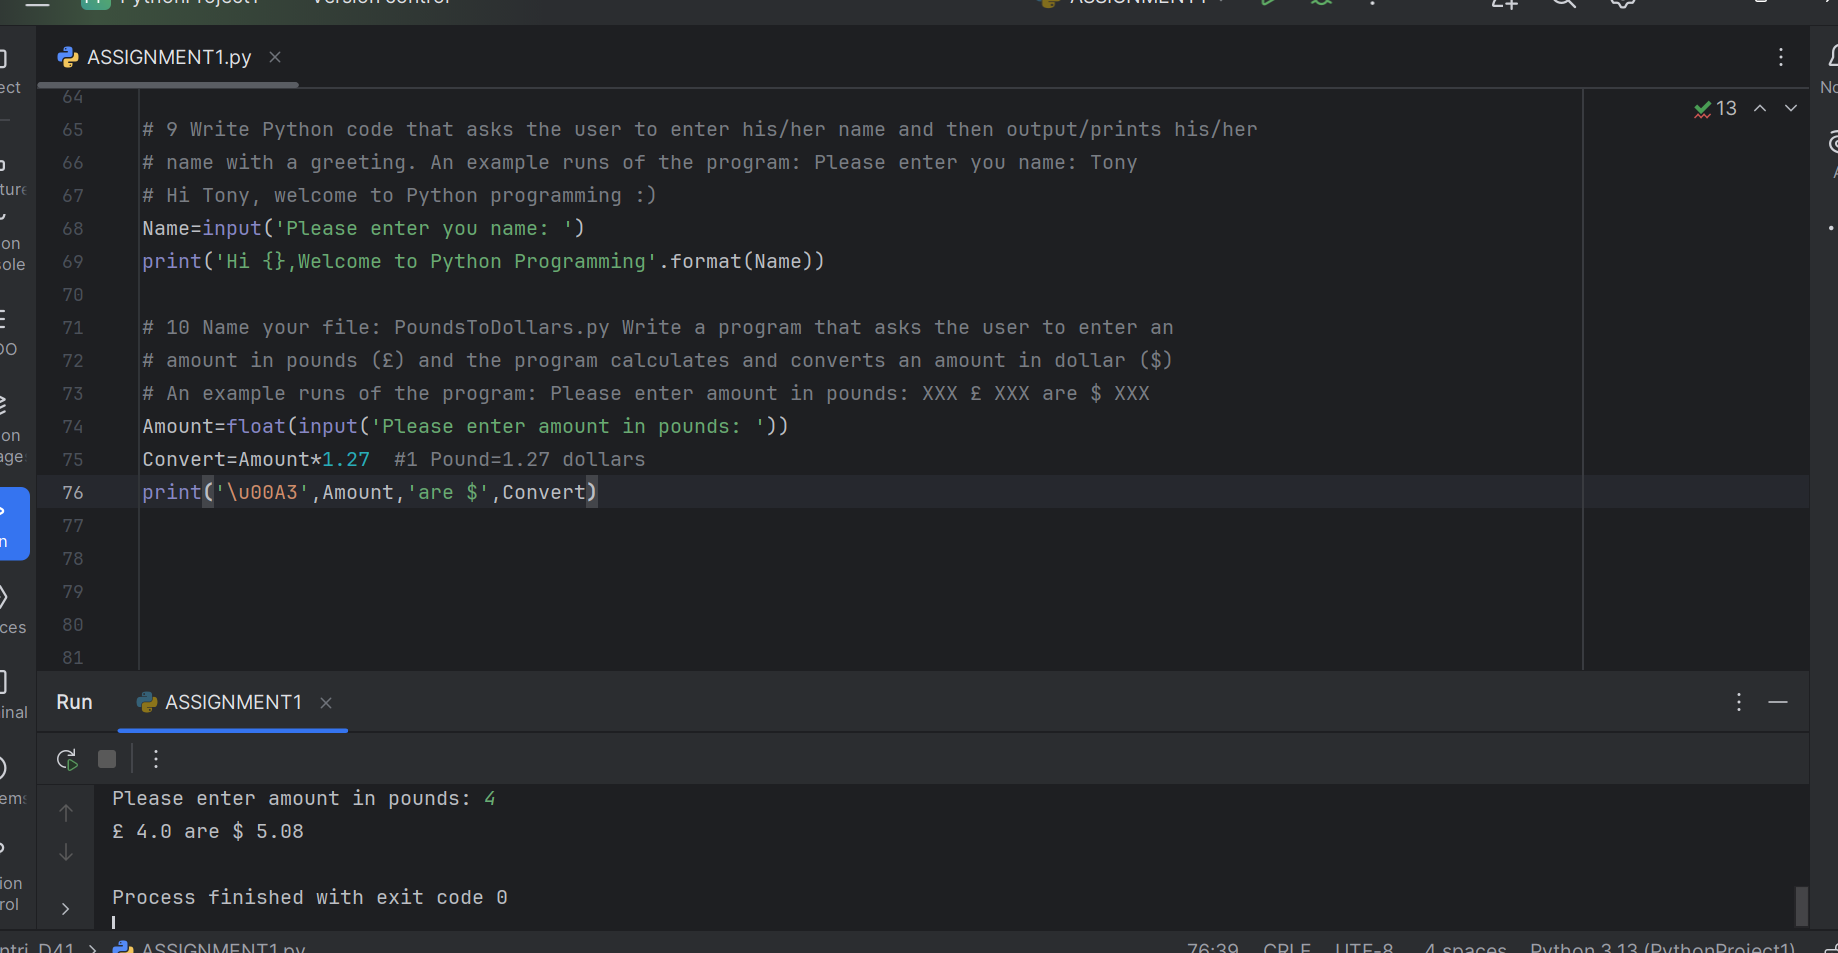 ASSIGNMENT1.py
13
64
65 # 9 Write Python code that asks the user to enter his/her name and then output/prints his/her
66 # name with a greeting. An example runs of the program: Please enter you name: Tony
67 # Hi Tony, welcome to Python programming :)
68 Name=input('Please enter you name: ')
69 print('Hi {},Welcome to Python Programming'.format(Name))
70
71 # 10 Name your file: PoundsToDollars.py Write a program that asks the user to enter an
72 # amount in pounds (£) and the program calculates and converts an amount in dollar ($)
73 # An example runs of the program: Please enter amount in pounds: XXX £ XXX are $ XXX
74 Amount=float(input('Please enter amount in pounds: '))
75 Convert=Amount*1.27  #1 Pound=1.27 dollars
76 print('\u00A3',Amount,'are $',Convert)
77
78
79
80
81
Run ASSIGNMENT1
Please enter amount in pounds: 4
£ 4.0 are $ 5.08
Process finished with exit code 0
D41 > ASSIGNMENT1.py 76:39 CRLF UTF-8 4 spaces Python 3.13 (PythonProject1)